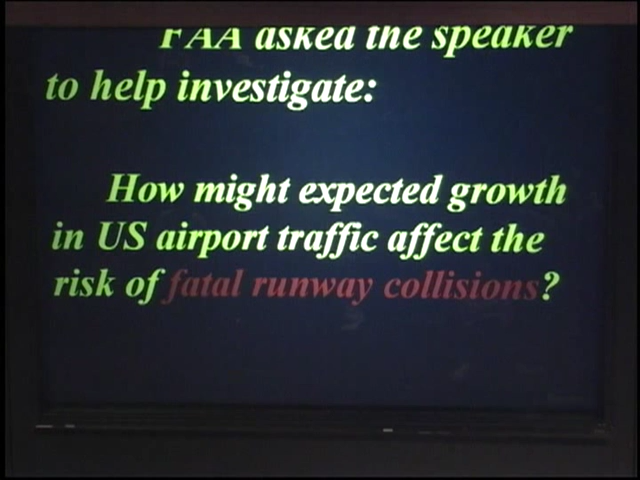 FAA asked the speaker
to help investigate:
How might expected growth
in US airport traffic affect the
risk of fatal runway collisions?